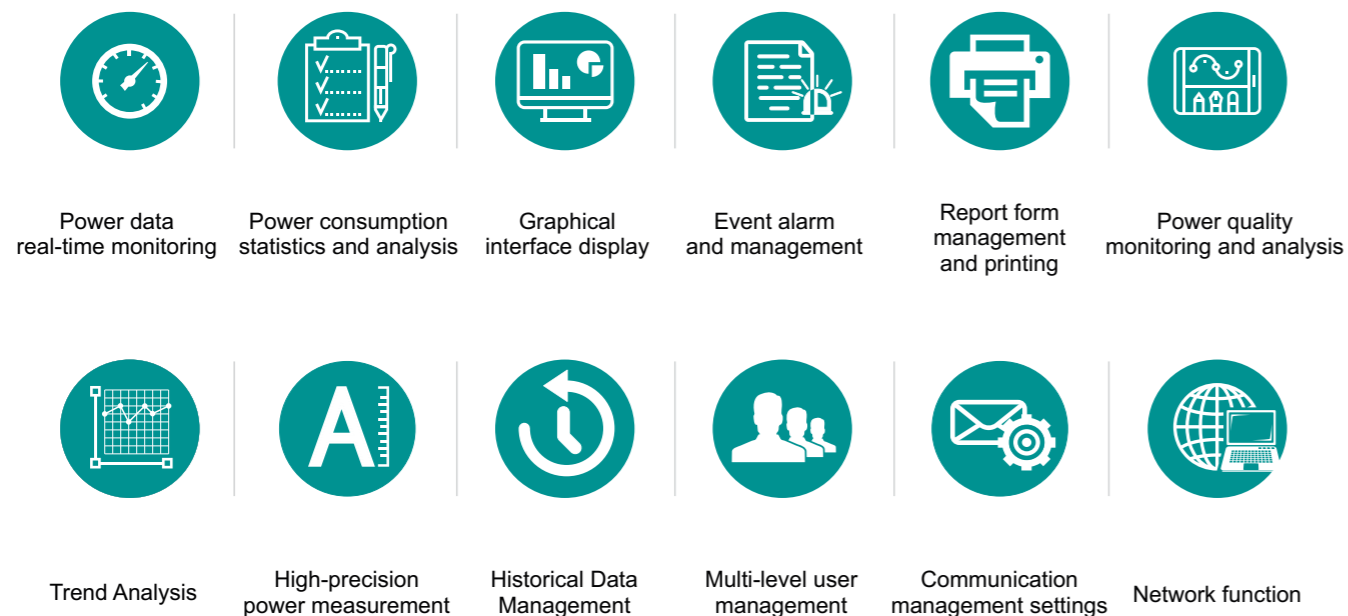 Power data
real-time monitoring
Power consumption
statistics and analysis
Graphical
interface display
Event alarm
and management
Report form
management
and printing
Power quality
monitoring and analysis
A
Trend Analysis
High-precision
power measurement
Historical Data
Management
Multi-level user
management
Communication
management settings
Network function